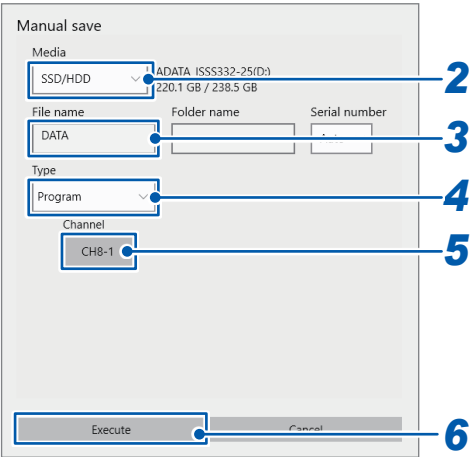 Manual save
Media
SSD/HDD
ADATA ISSS332-25(D:)
220.1 GB / 238.5 GB
2
File name
Folder name
Serial number
DATA
3
Type
Program
4
Channel
CH8-1
5
Execute
Cancel
6